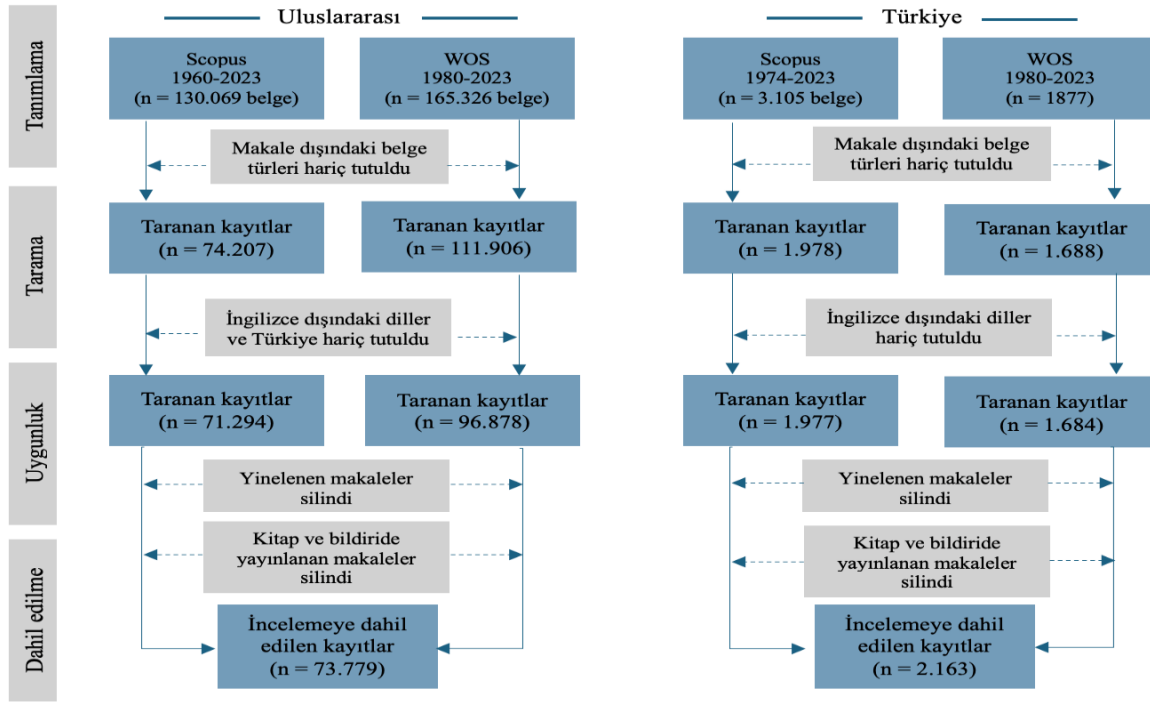 Uluslararası
Türkiye
Tanımlama
Scopus
1960-2023
(n = 130.069 belge)
WOS
1980-2023
(n = 165.326 belge)
Scopus
1974-2023
(n = 3.105 belge)
WOS
1980-2023
(n = 1877)
Makale dışındaki belge
türleri hariç tutuldu
Makale dışındaki belge
türleri hariç tutuldu
Tarama
Taranan kayıtlar
(n = 74.207)
Taranan kayıtlar
(n = 111.906)
Taranan kayıtlar
(n = 1.978)
Taranan kayıtlar
(n = 1.688)
İngilizce dışındaki diller
ve Türkiye hariç tutuldu
İngilizce dışındaki diller
hariç tutuldu
Uygunluk
Taranan kayıtlar
(n = 71.294)
Taranan kayıtlar
(n = 96.878)
Taranan kayıtlar
(n = 1.977)
Taranan kayıtlar
(n = 1.684)
Yinelenen makaleler
silindi
Yinelenen makaleler
silindi
Dahil edilme
Kitap ve bildiride
yayınlanan makaleler
silindi
Kitap ve bildiride
yayınlanan makaleler
silindi
İncelemeye dahil
edilen kayıtlar
(n = 73.779)
İncelemeye dahil
edilen kayıtlar
(n = 2.163)